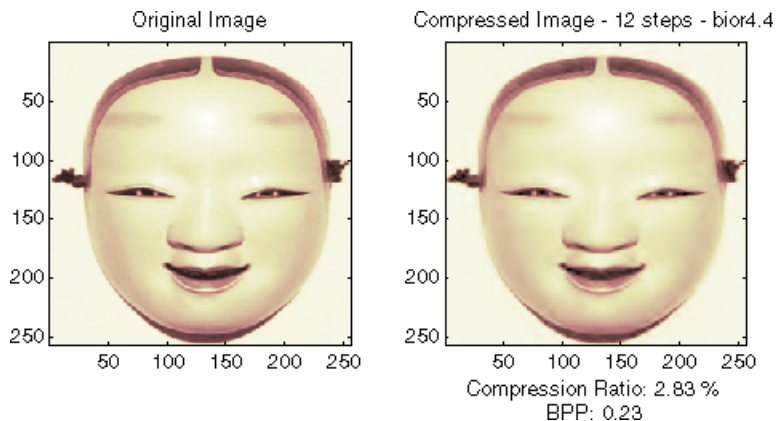 Original Image
50
100
150
200
250
50 100 150 200 250
Compressed Image - 12 steps - bior4.4
50
100
150
200
250
50 100 150 200 250
Compression Ratio: 2.83 %
BPP: 0.23